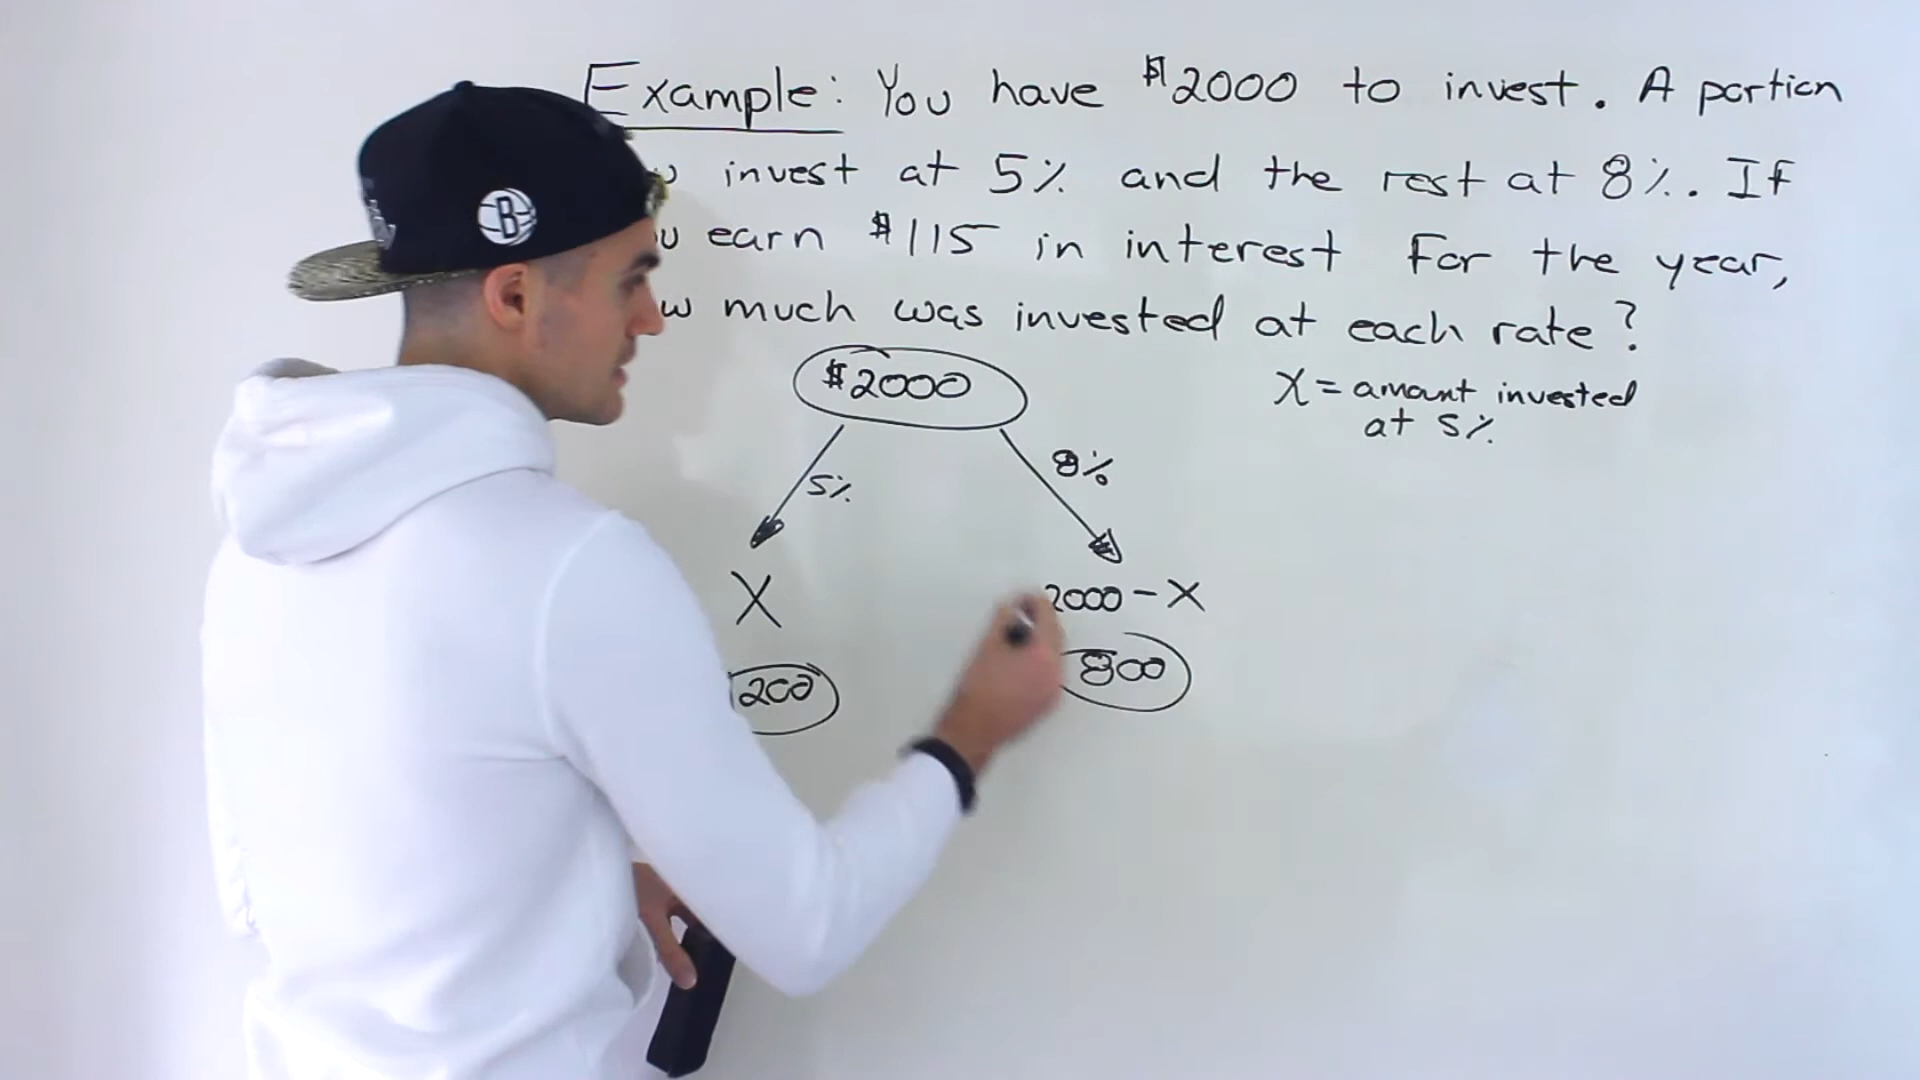 Example: You have $2000 to invest. A portion
invest at 5% and the rest at 8%. If
earn $115 in interest for the year,
much was invested at each rate?
$2000
X = amount invested
at 5%
5%
8%
X
2000 - X
800
B